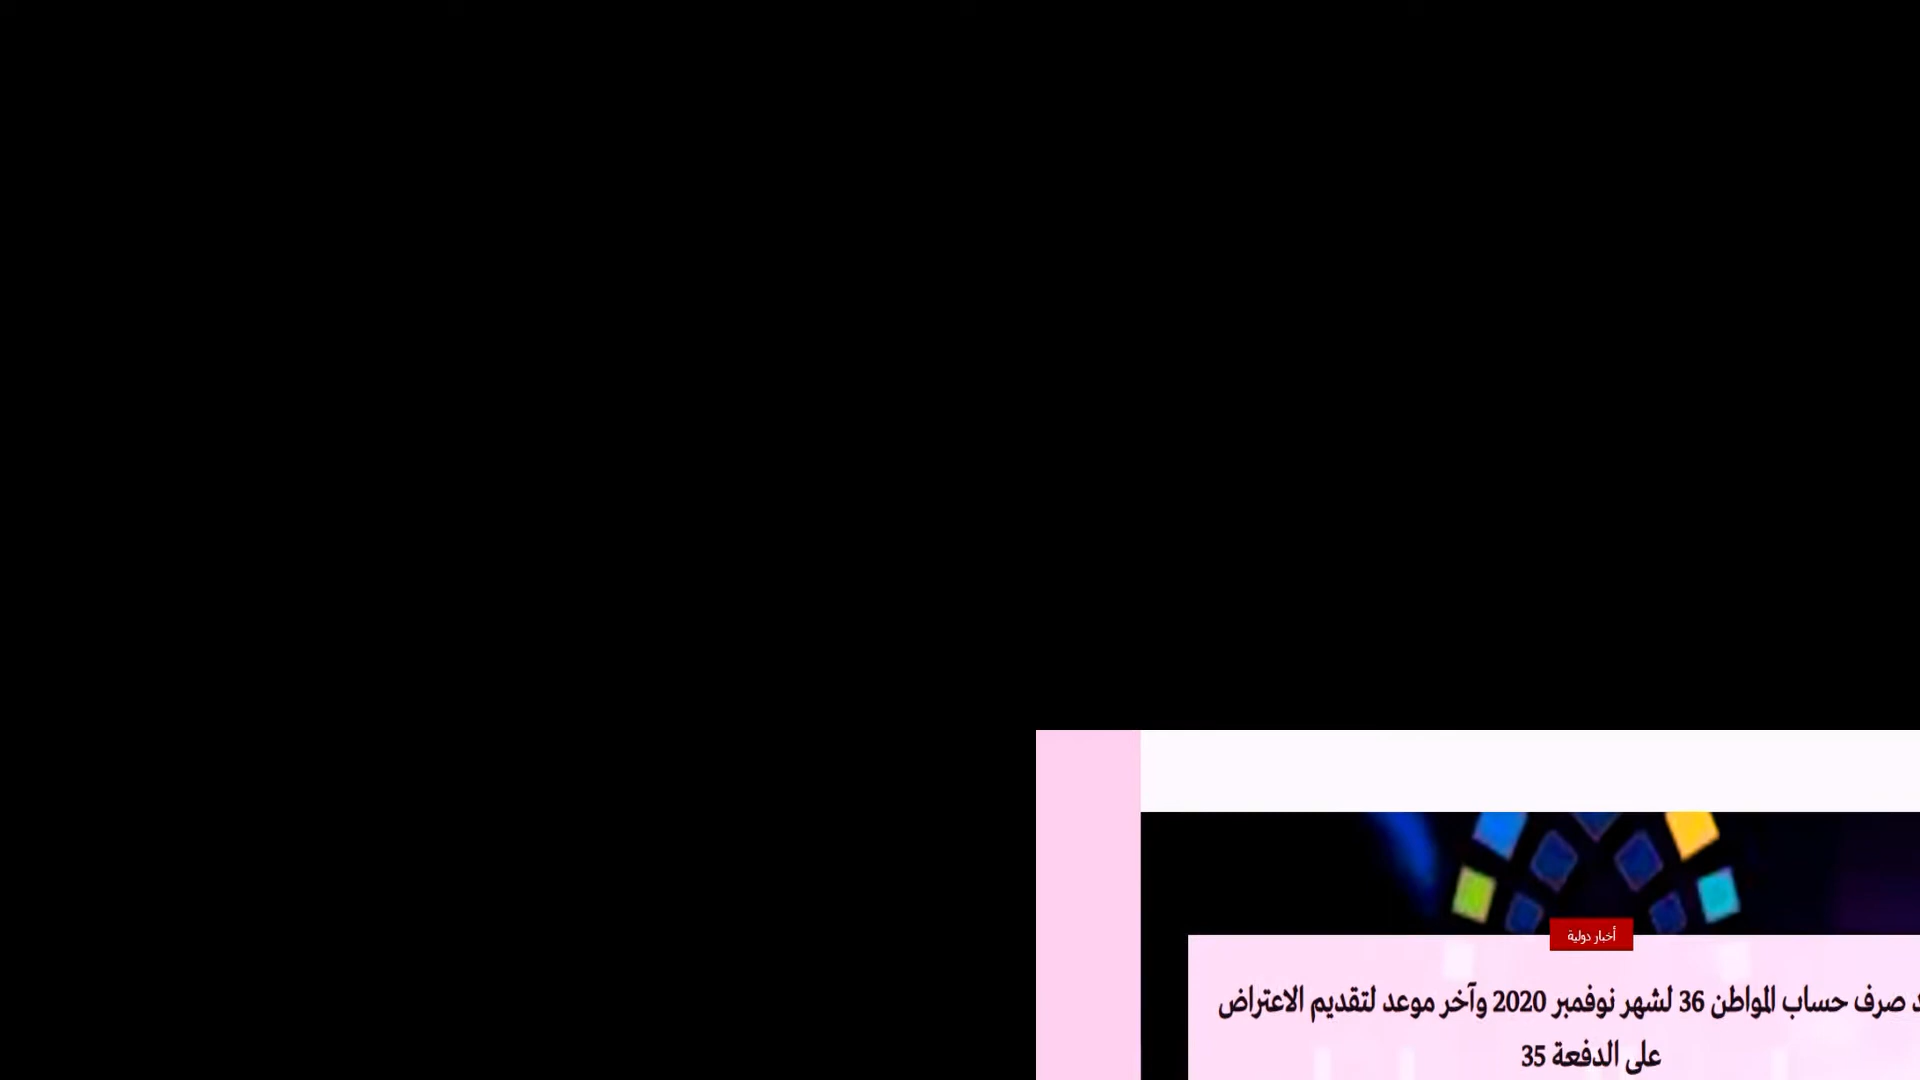 أخبار دولية
صرف حساب المواطن 36 لشهر نوفمبر 2020 وآخر موعد لتقديم الاعتراض
على الدفعة 35